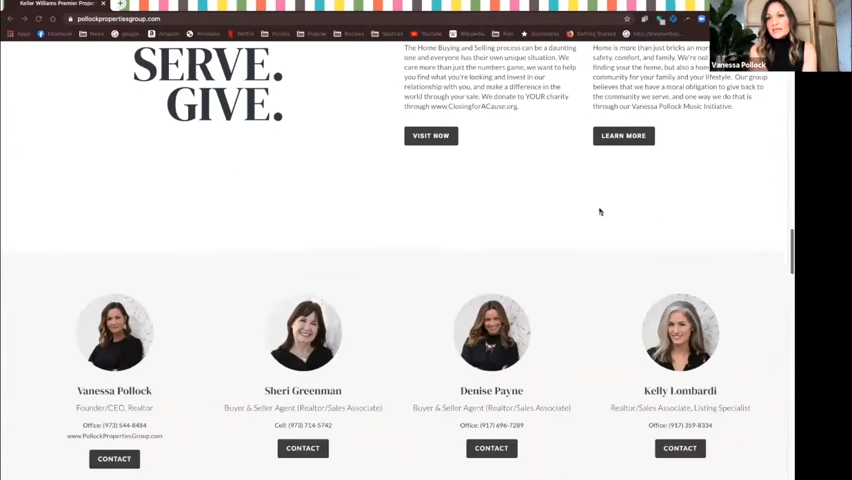 Keller Williams Premier Proper
pollockpropertiesgroup.com
Apps
Facebook
News
google
Amazon
Windows
Netflix
Politics
Popular
Recipes
Spanish
YouTube
Wikipedia
Ken
Bonnaroo
Getting Started
Vanessa Pollock
SERVE.
GIVE.
The Home Buying and Selling process can be a daunting
one and everyone has their own unique situation. We
care more than just the numbers game, we want to help
you find what you're looking and invest in our
relationship with you, and make a difference in the
world through your sale. We donate to YOUR charity
through www.ClosingforACause.org.
VISIT NOW
Home is more than just bricks an mor
safety, comfort, and family. We're not
finding your the home, but also a hom
community for your family and your lifestyle. Our group
believes that we have a moral obligation to give back to
the community we serve, and one way we do that is
through our Vanessa Pollock Music Initiative.
LEARN MORE
Vanessa Pollock
Founder/CEO, Realtor
Office: (973) 544-8484
www.PollockPropertiesGroup.com
CONTACT
Sheri Greenman
Buyer & Seller Agent (Realtor/Sales Associate)
Cell: (973) 714-5742
CONTACT
Denise Payne
Buyer & Seller Agent (Realtor/Sales Associate)
Office: (917) 696-7289
CONTACT
Kelly Lombardi
Realtor/Sales Associate, Listing Specialist
Office: (917) 359-8334
CONTACT